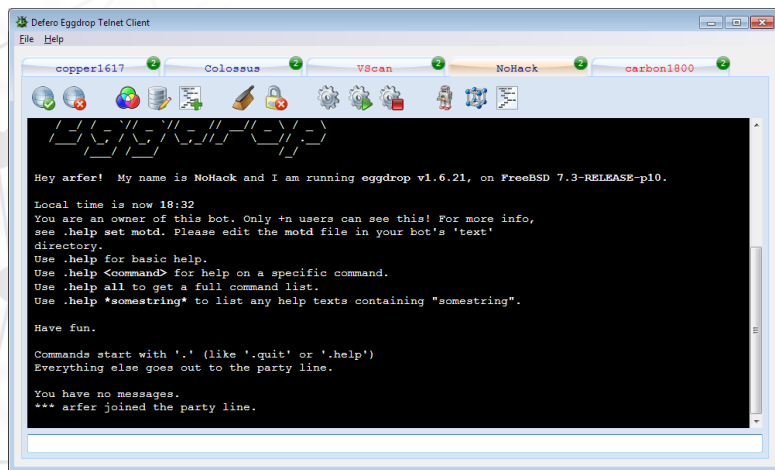 Defero Eggdrop Telnet Client
File Help
copper1617 2 Colossus 2 VScan 2 NoHack 2 carbon1800 2
Hey arfer! My name is NoHack and I am running eggdrop v1.6.21, on FreeBSD 7.3-RELEASE-p10.
Local time is now 18:32
You are an owner of this bot. Only +n users can see this! For more info,
see .help set motd. Please edit the motd file in your bot's 'text'
directory.
Use .help for basic help.
Use .help <command> for help on a specific command.
Use .help all to get a full command list.
Use .help *somestring* to list any help texts containing "somestring".
Have fun.
Commands start with '.' (like '.quit' or '.help')
Everything else goes out to the party line.
You have no messages.
*** arfer joined the party line.